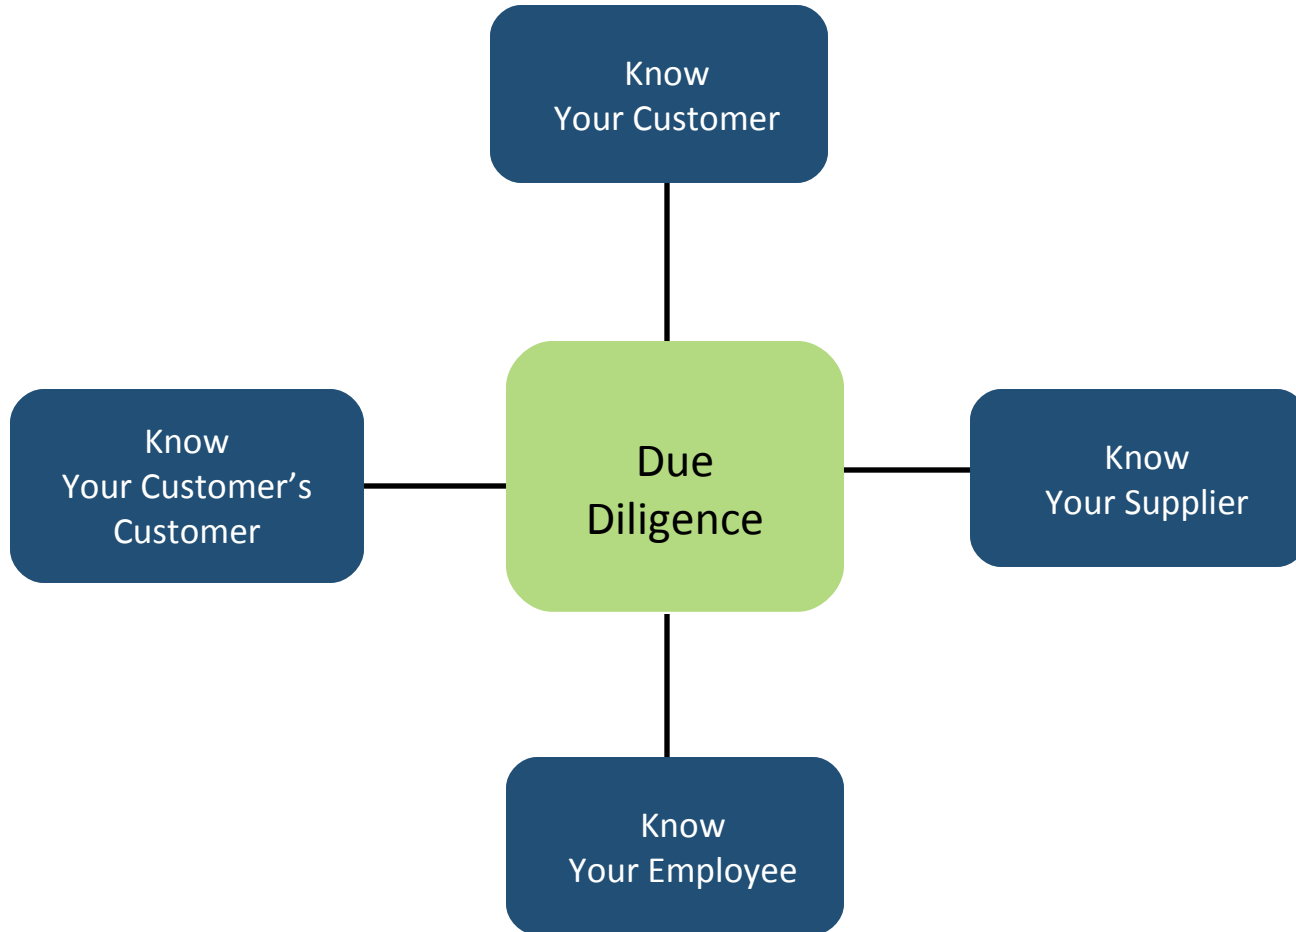 Know
Your Customer
Know
Your Customer’s
Customer
Due
Diligence
Know
Your Supplier
Know
Your Employee